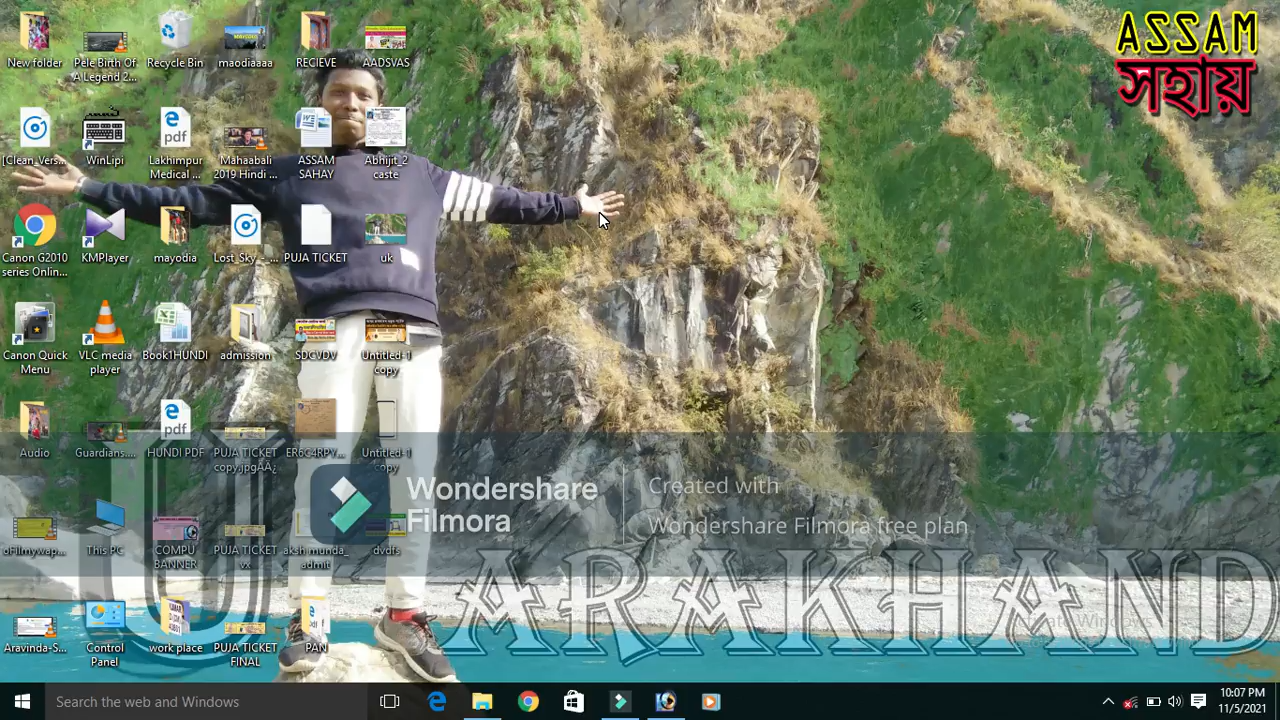 ASSAM
সহায়
New folder
Pele Birth Of A Legend 2...
Recycle Bin
maodiaaaa
RECIEVE
AADSVAS
[Clean_Vers...
WinLipi
Lakhimpur Medical ...
Mahaabali 2019 Hindi ...
ASSAM SAHAY
Abhijit_2 caste
Canon G2010 series Onlin...
KMPlayer
mayodia
Lost_Sky_-_...
PUJA TICKET
uk
Canon Quick Menu
VLC media player
Book1HUNDI
admission
SDCVDV
Untitled-1 copy
Audio
Guardians....
HUNDI PDF
PUJA TICKET copy.jpgÂÂ¿
ER6C4RPY...
Untitled-1 copy
Wondershare
Filmora
Created with
Wondershare Filmora free plan
oFilmywap...
This PC
COMPU BANNER
PUJA TICKET vx
aksh munda_ admit
dvdfs
U ARAKHAND
Aravinda-S...
Control Panel
work place
PUJA TICKET FINAL
PAN
Search the web and Windows
10:07 PM
11/5/2021